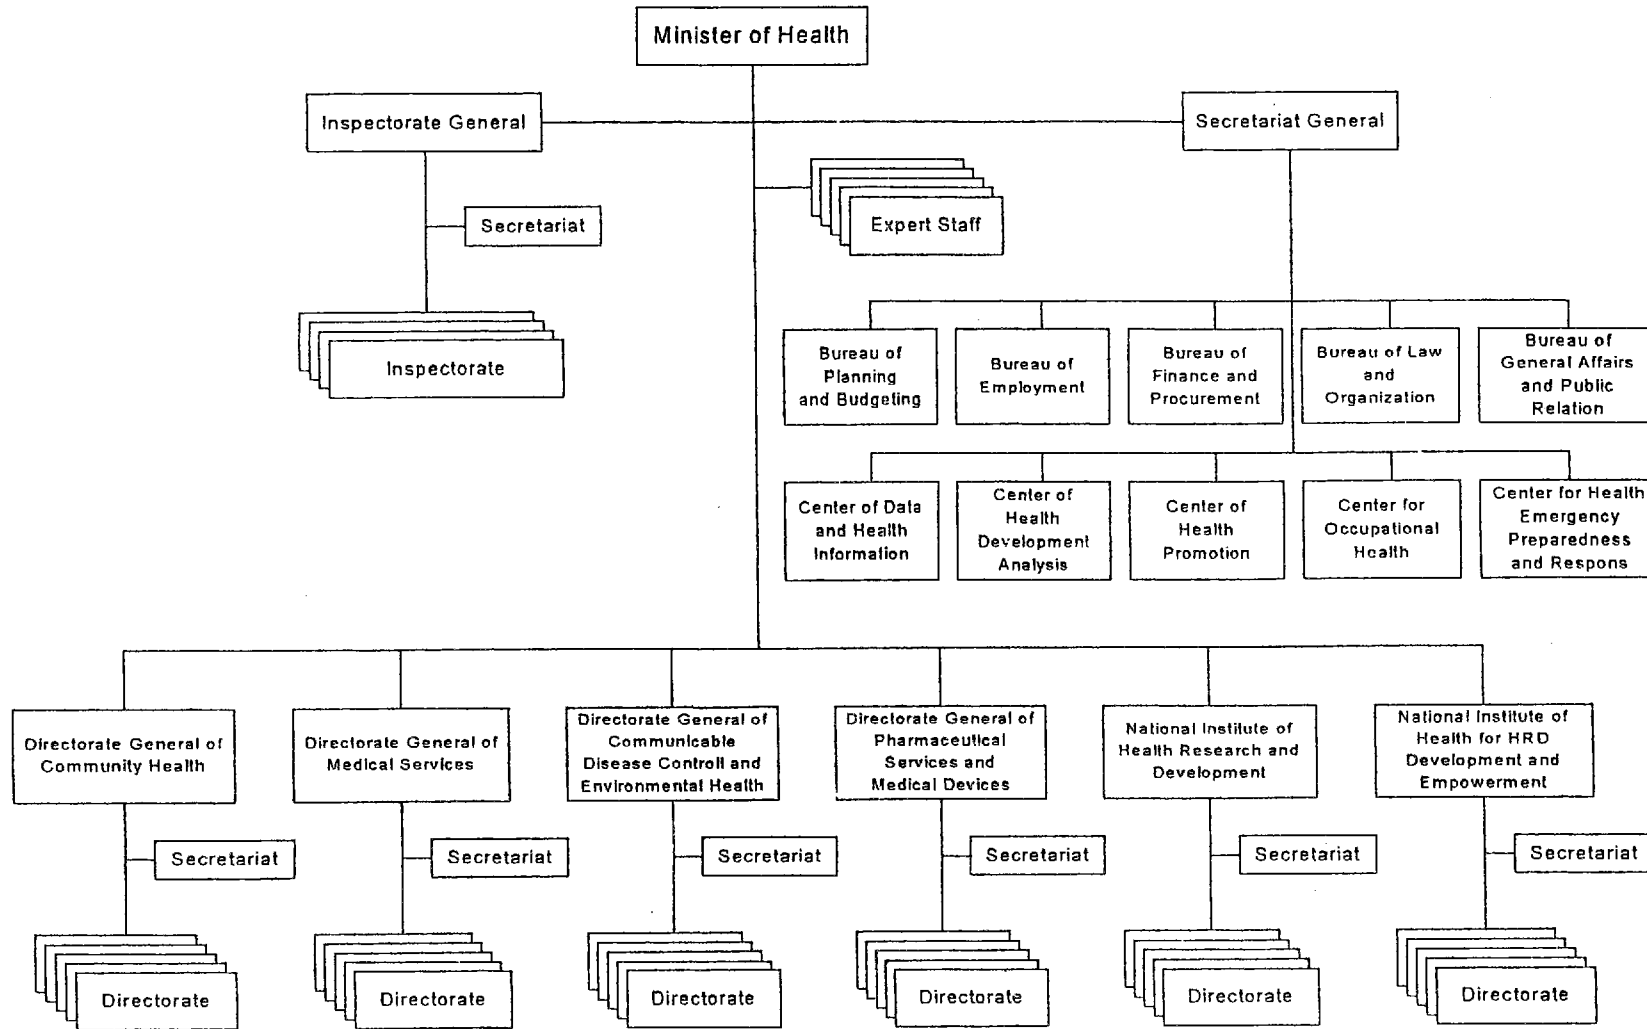 Minister of Health
Inspectorate General
Secretariat General
Secretariat
Expert Staff
Inspectorate
Bureau of
Planning
and Budgeting
Bureau of
Employment
Bureau of
Finance and
Procurement
Bureau of Law
and
Organization
Bureau of
General Affairs
and Public
Relation
Center of Data
and Health
Information
Center of
Health
Development
Analysis
Center of
Health
Promotion
Center for
Occupational
Health
Center for Health
Emergency
Preparedness
and Respons
Directorate General of
Community Health
Directorate General of
Medical Services
Directorate General of
Communicable
Disease Controll and
Environmental Health
Directorate General of
Pharmaceutical
Services and
Medical Devices
National Institute of
Health Research and
Development
National Institute of
Health for HRD
Development and
Empowerment
Secretariat
Secretariat
Secretariat
Secretariat
Secretariat
Secretariat
Directorate
Directorate
Directorate
Directorate
Directorate
Directorate